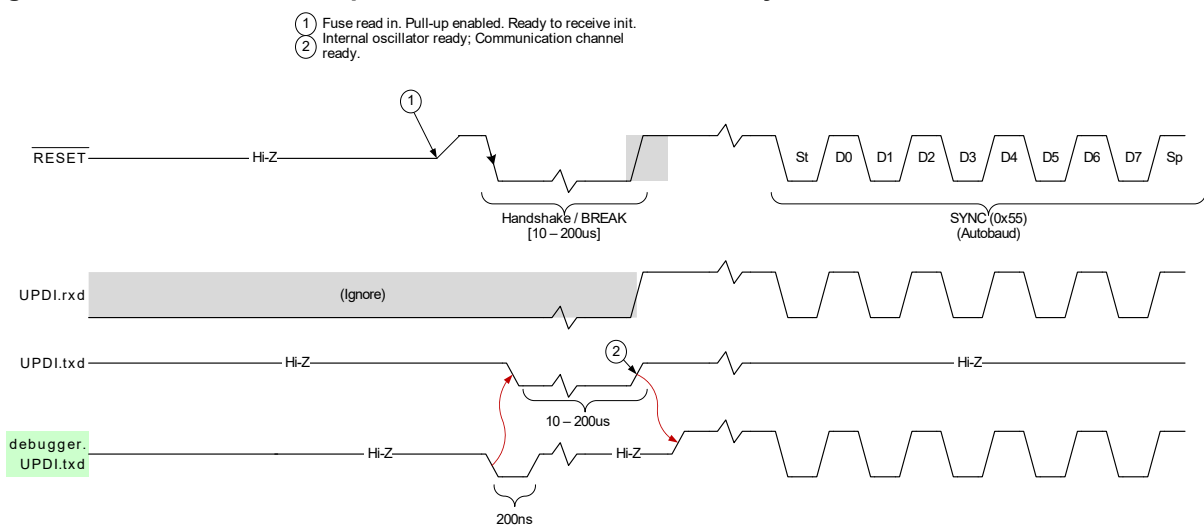 1 Fuse read in. Pull-up enabled. Ready to receive init.
2 Internal oscillator ready; Communication channel
ready.
1
RESET
Hi-Z
St D0 D1 D2 D3 D4 D5 D6 D7 Sp
Handshake / BREAK
[10 – 200us]
SYNC (0x55)
(Autobaud)
UPDI.rxd
(Ignore)
UPDI.txd
Hi-Z
2
Hi-Z
10 – 200us
debugger.
UPDI.txd
Hi-Z
Hi-Z
200ns